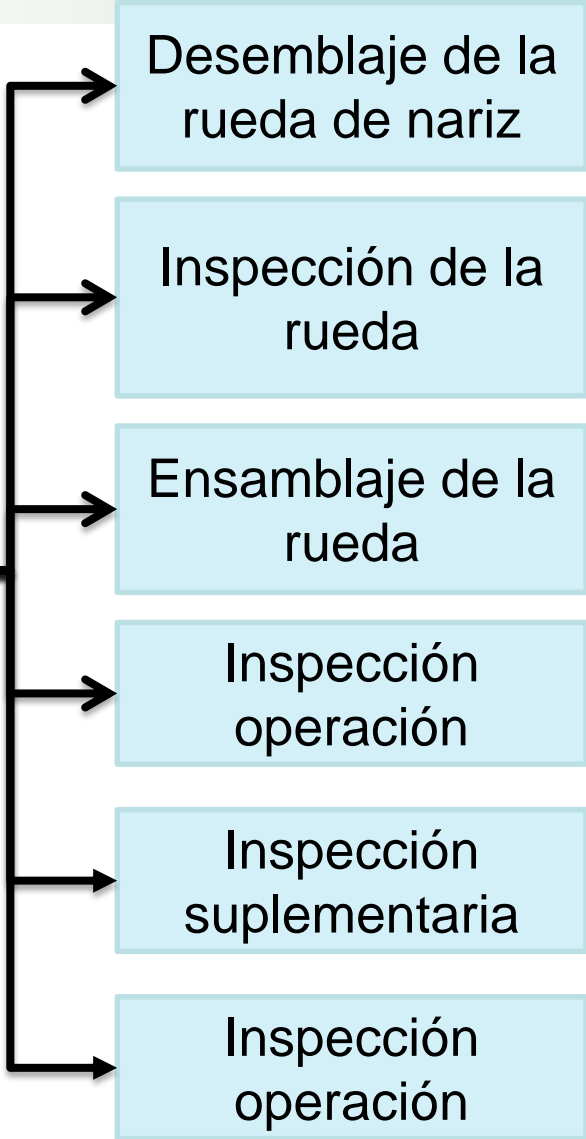 Desemblaje de la
rueda de nariz
Inspección de la
rueda
Ensamblaje de la
rueda
Inspección
operación
Inspección
suplementaria
Inspección
operación